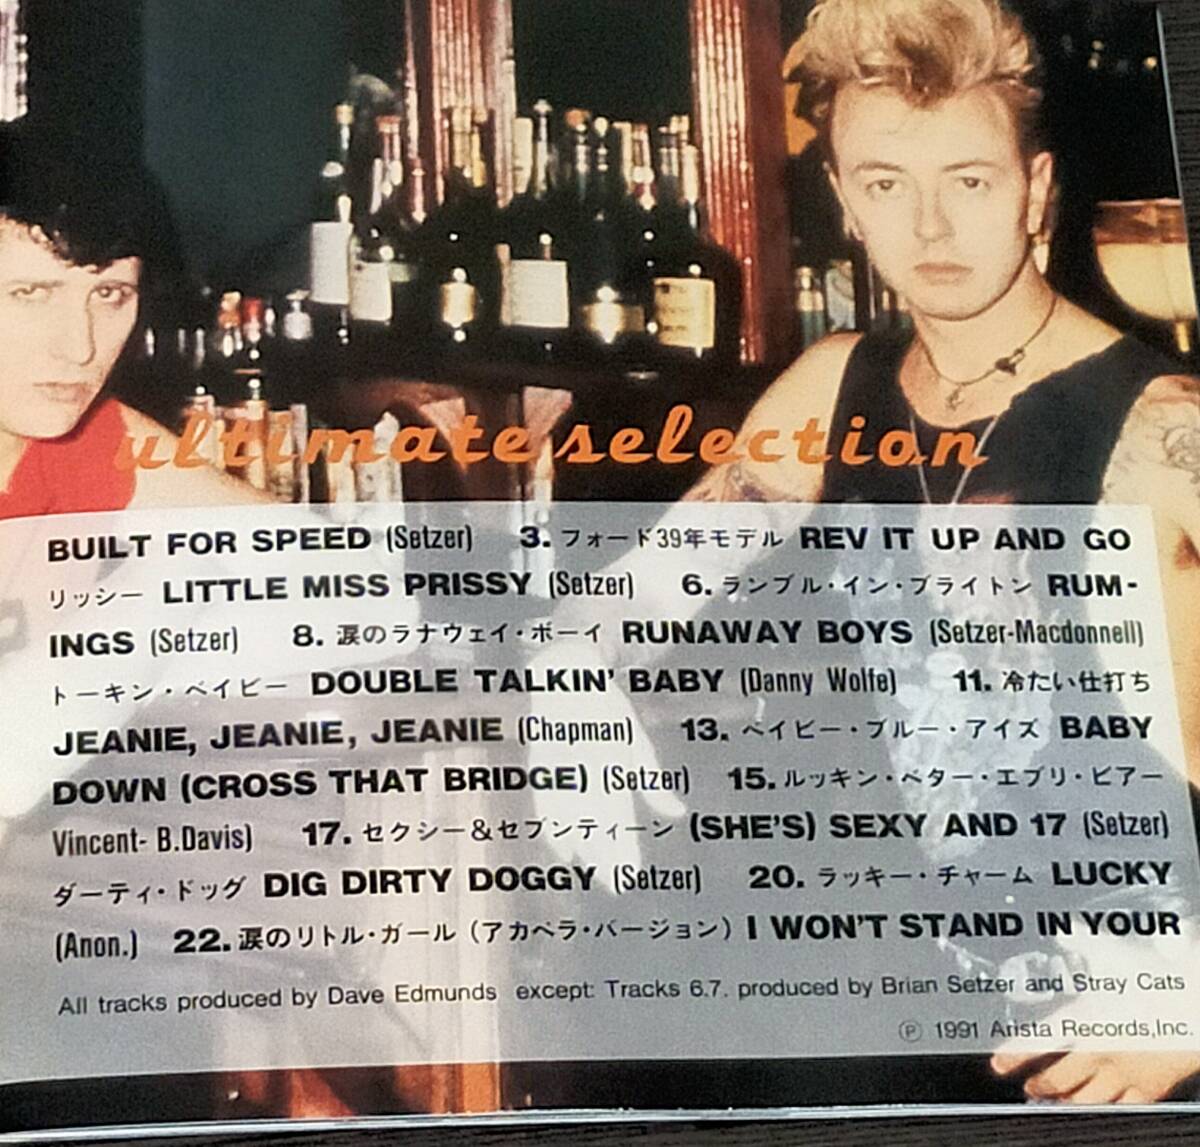 ultimate selection
BUILT FOR SPEED (Setzer) 3. フォード39年モデル REV IT UP AND GO
リッシー LITTLE MISS PRISSY (Setzer) 6. ランブル・イン・ブライトン RUM-
INGS (Setzer) 8. 涙のラナウェイ・ボーイ RUNAWAY BOYS (Setzer-Macdonnell)
トーキン・ベイビー DOUBLE TALKIN' BABY (Danny Wolfe) 11. 冷たい仕打ち
JEANIE, JEANIE, JEANIE (Chapman) 13. ベイビー・ブルー・アイズ BABY
DOWN (CROSS THAT BRIDGE) (Setzer) 15. ルッキン・ベター・エブリ・ビアー
Vincent- B.Davis) 17. セクシー&セブンティーン (SHE'S) SEXY AND 17 (Setzer)
ダーティ・ドッグ DIG DIRTY DOGGY (Setzer) 20. ラッキー・チャーム LUCKY
(Anon.) 22. 涙のリトル・ガール (アカペラ・バージョン) I WON'T STAND IN YOUR
All tracks produced by Dave Edmunds except: Tracks 6.7. produced by Brian Setzer and Stray Cats
℗ 1991 Arista Records,Inc.